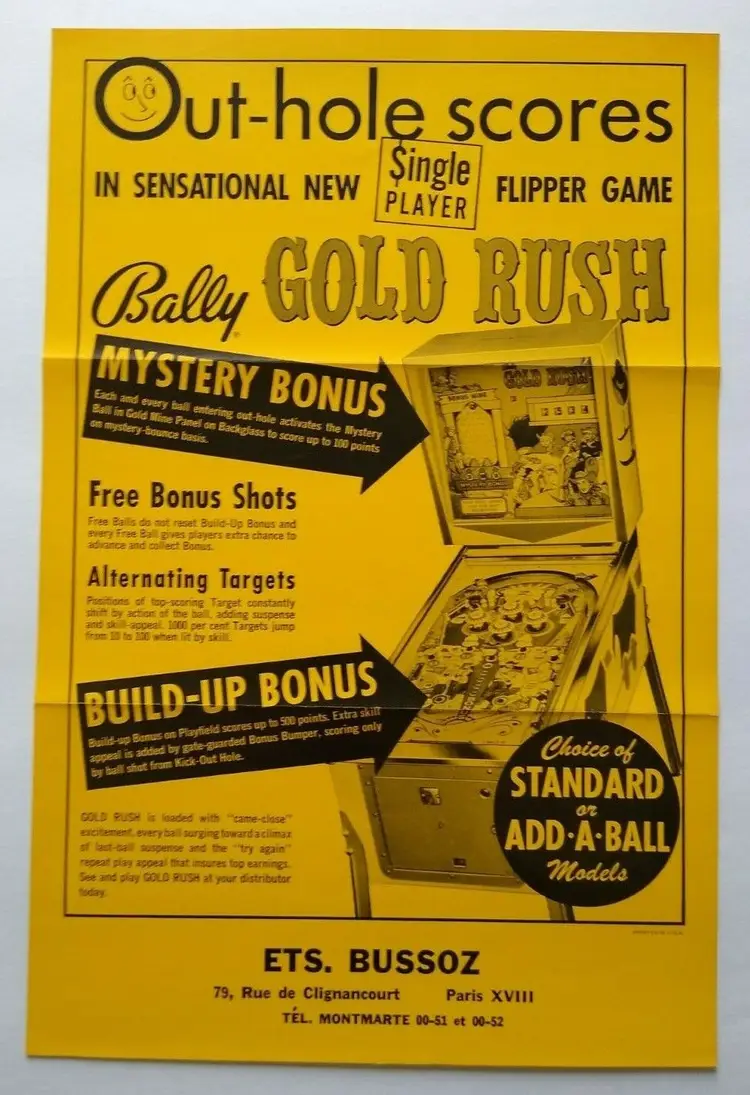 Out-hole scores
IN SENSATIONAL NEW $ingle PLAYER FLIPPER GAME
Bally GOLD RUSH
MYSTERY BONUS
Each and every ball entering out-hole activates the Mystery
Ball in Gold Mine Panel on Backglass to score up to 100 points
on mystery-bounce basis.
GOLD RUSH
BONUS MINE
Free Bonus Shots
Free Balls do not reset Build-Up Bonus and
every Free Ball gives players extra chance to
advance and collect Bonus.
Alternating Targets
Positions of top-scoring Target constantly
shift by action of the ball, adding suspense
and skill-appeal. 1000 per cent Targets jump
from 10 to 100 when lit by skill.
BUILD-UP BONUS
Build-up Bonus on Playfield scores up to 500 points. Extra skill
appeal is added by gate-guarded Bonus Bumper, scoring only
by ball shot from Kick-Out Hole.
GOLD RUSH is loaded with "came-close"
excitement, every ball surging toward a climax
of last-ball suspense and the "try again"
repeat play appeal that insures top earnings.
See and play GOLD RUSH at your distributor
today.
Choice of
STANDARD
or
ADD·A·BALL
Models
ETS. BUSSOZ
79, Rue de Clignancourt Paris XVIII
TÉL. MONTMARTE 00-51 et 00-52